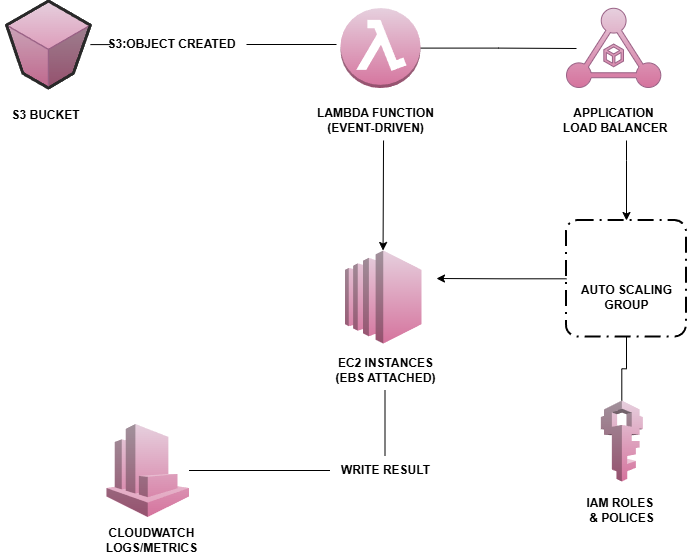 S3:OBJECT CREATED
S3 BUCKET
LAMBDA FUNCTION
(EVENT-DRIVEN)
APPLICATION
LOAD BALANCER
AUTO SCALING
GROUP
EC2 INSTANCES
(EBS ATTACHED)
WRITE RESULT
IAM ROLES
& POLICES
CLOUDWATCH
LOGS/METRICS